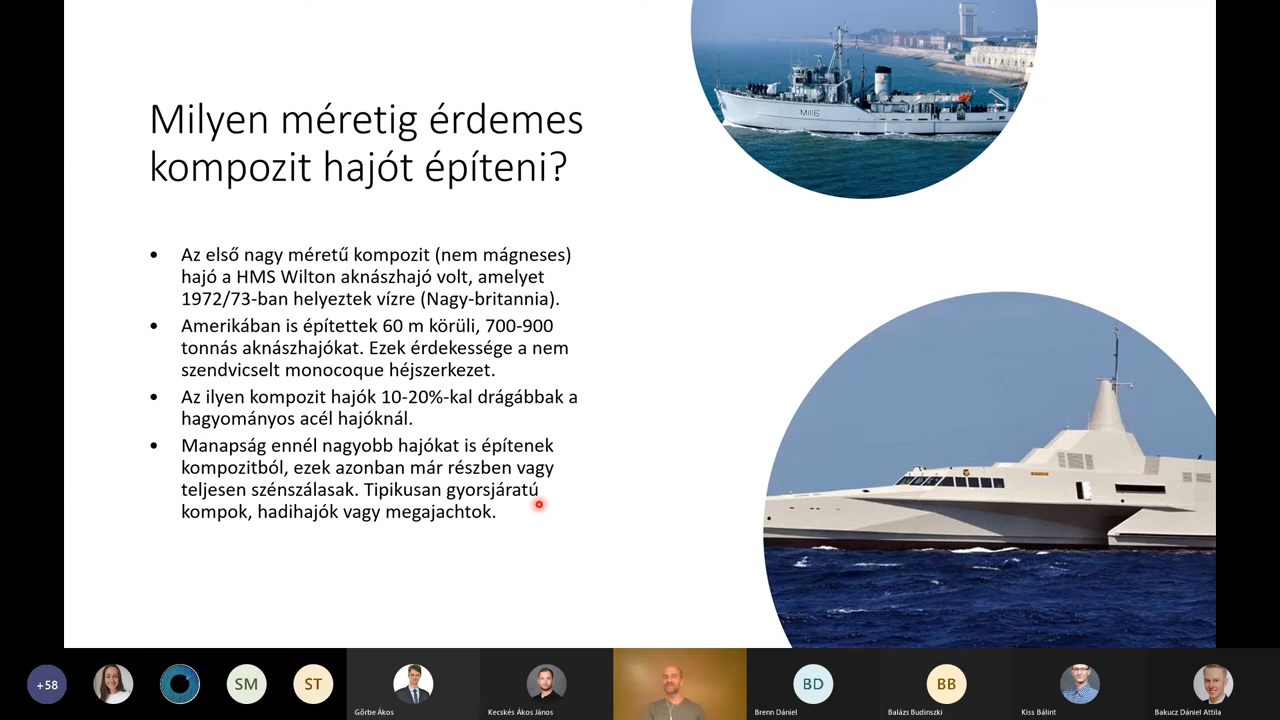 Milyen méretig érdemes
kompozit hajót építeni?
M1116
• Az első nagy méretű kompozit (nem mágneses)
hajó a HMS Wilton aknászhajó volt, amelyet
1972/73-ban helyeztek vízre (Nagy-britannia).
• Amerikában is építettek 60 m körüli, 700-900
tonnás aknászhajókat. Ezek érdekessége a nem
szendvicselt monocoque héjszerkezet.
• Az ilyen kompozit hajók 10-20%-kal drágábbak a
hagyományos acél hajóknál.
• Manapság ennél nagyobb hajókat is építenek
kompozitból, ezek azonban már részben vagy
teljesen szénszálasak. Tipikusan gyorsjáratú
kompok, hadihajók vagy megajachtok.
+58
SM
ST
BD
BB
Gőrbe Ákos
Kecskés Ákos János
Brenn Dániel
Balázs Budinszki
Kiss Bálint
Bakucz Dániel Attila